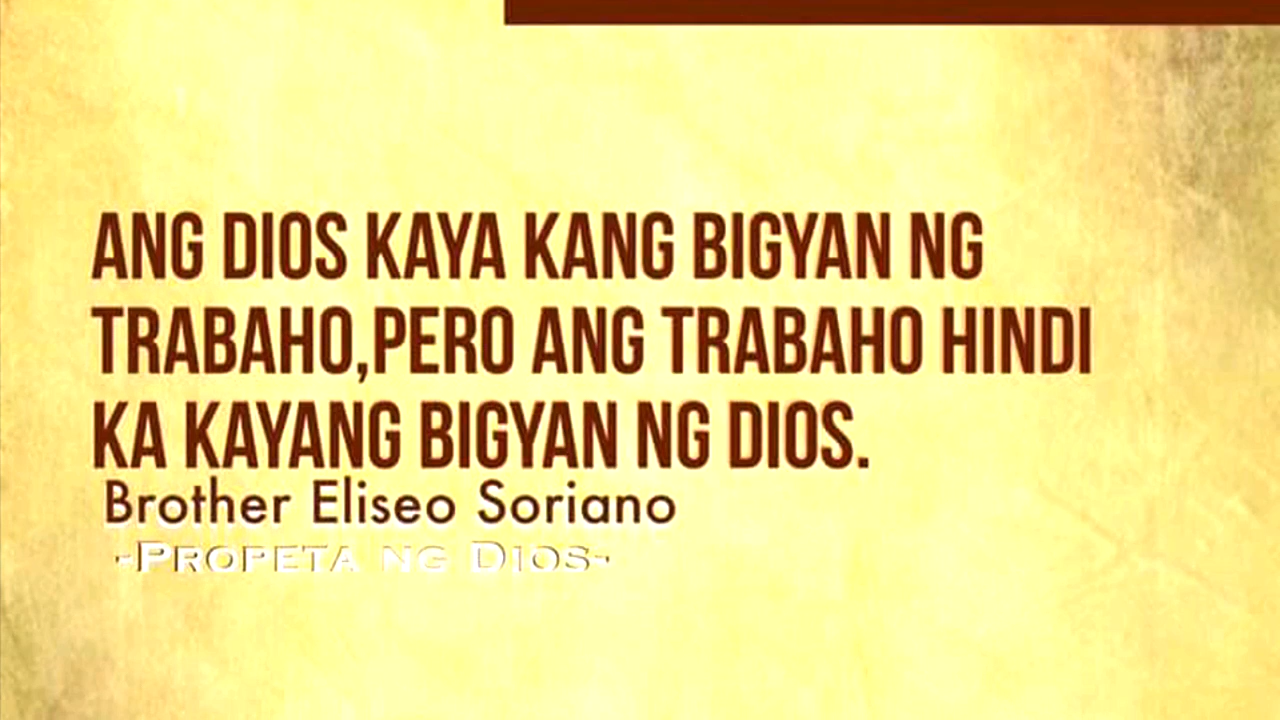 ANG DIOS KAYA KANG BIGYAN NG
TRABAHO,PERO ANG TRABAHO HINDI
KA KAYANG BIGYAN NG DIOS.
Brother Eliseo Soriano
-PROPETA NG DIOS-